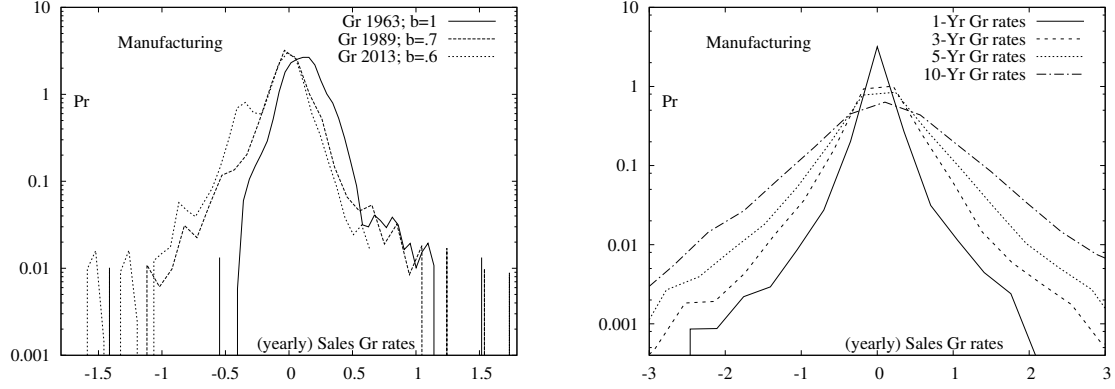 Manufacturing
Gr 1963; b=1
Gr 1989; b=.7
Gr 2013; b=.6
Pr
10
1
0.1
0.01
0.001
(yearly) Sales Gr rates
-1.5 -1 -0.5 0 0.5 1 1.5
Manufacturing
1-Yr Gr rates
3-Yr Gr rates
5-Yr Gr rates
10-Yr Gr rates
Pr
10
1
0.1
0.01
0.001
(yearly) Sales Gr rates
-3 -2 -1 0 1 2 3